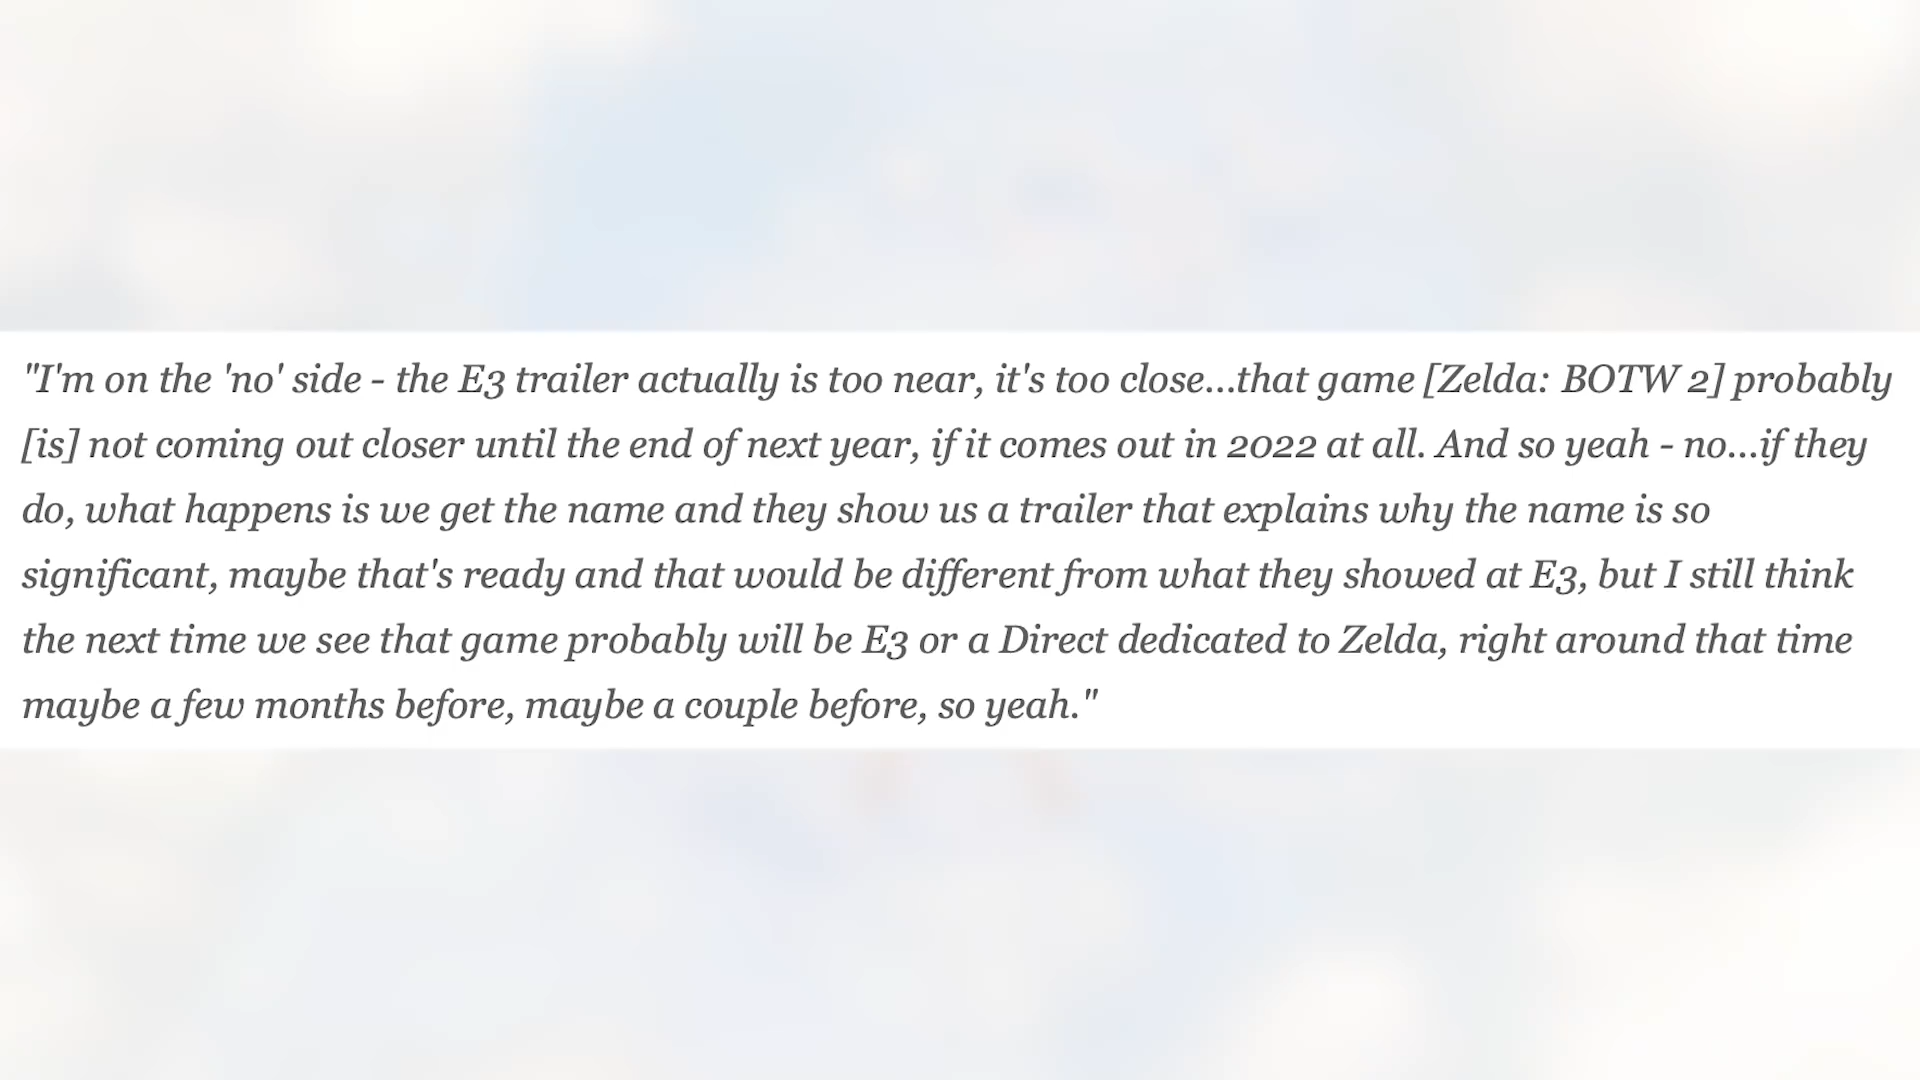 "I'm on the 'no' side - the E3 trailer actually is too near, it's too close...that game [Zelda: BOTW 2] probably
[is] not coming out closer until the end of next year, if it comes out in 2022 at all. And so yeah - no...if they
do, what happens is we get the name and they show us a trailer that explains why the name is so
significant, maybe that's ready and that would be different from what they showed at E3, but I still think
the next time we see that game probably will be E3 or a Direct dedicated to Zelda, right around that time
maybe a few months before, maybe a couple before, so yeah."